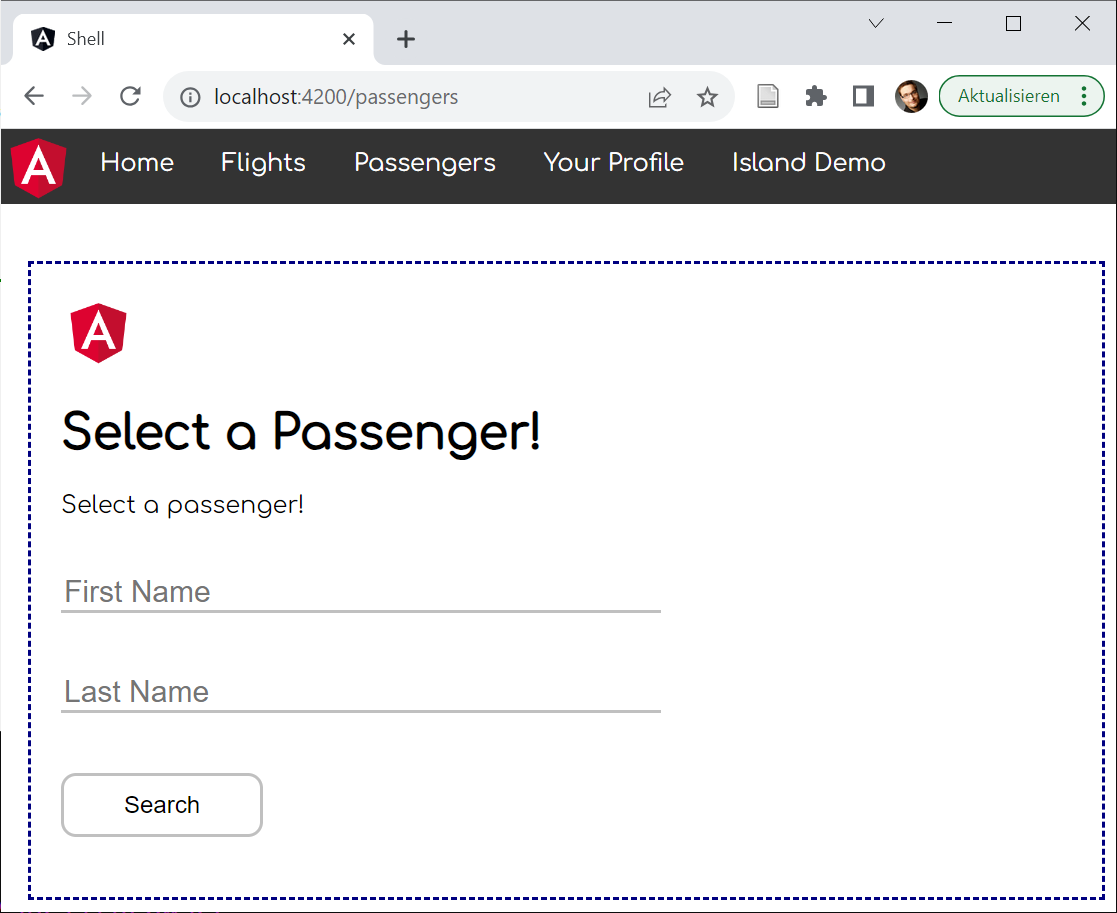 Shell
localhost:4200/passengers
Aktualisieren
Home Flights Passengers Your Profile Island Demo
Select a Passenger!
Select a passenger!
First Name
Last Name
Search